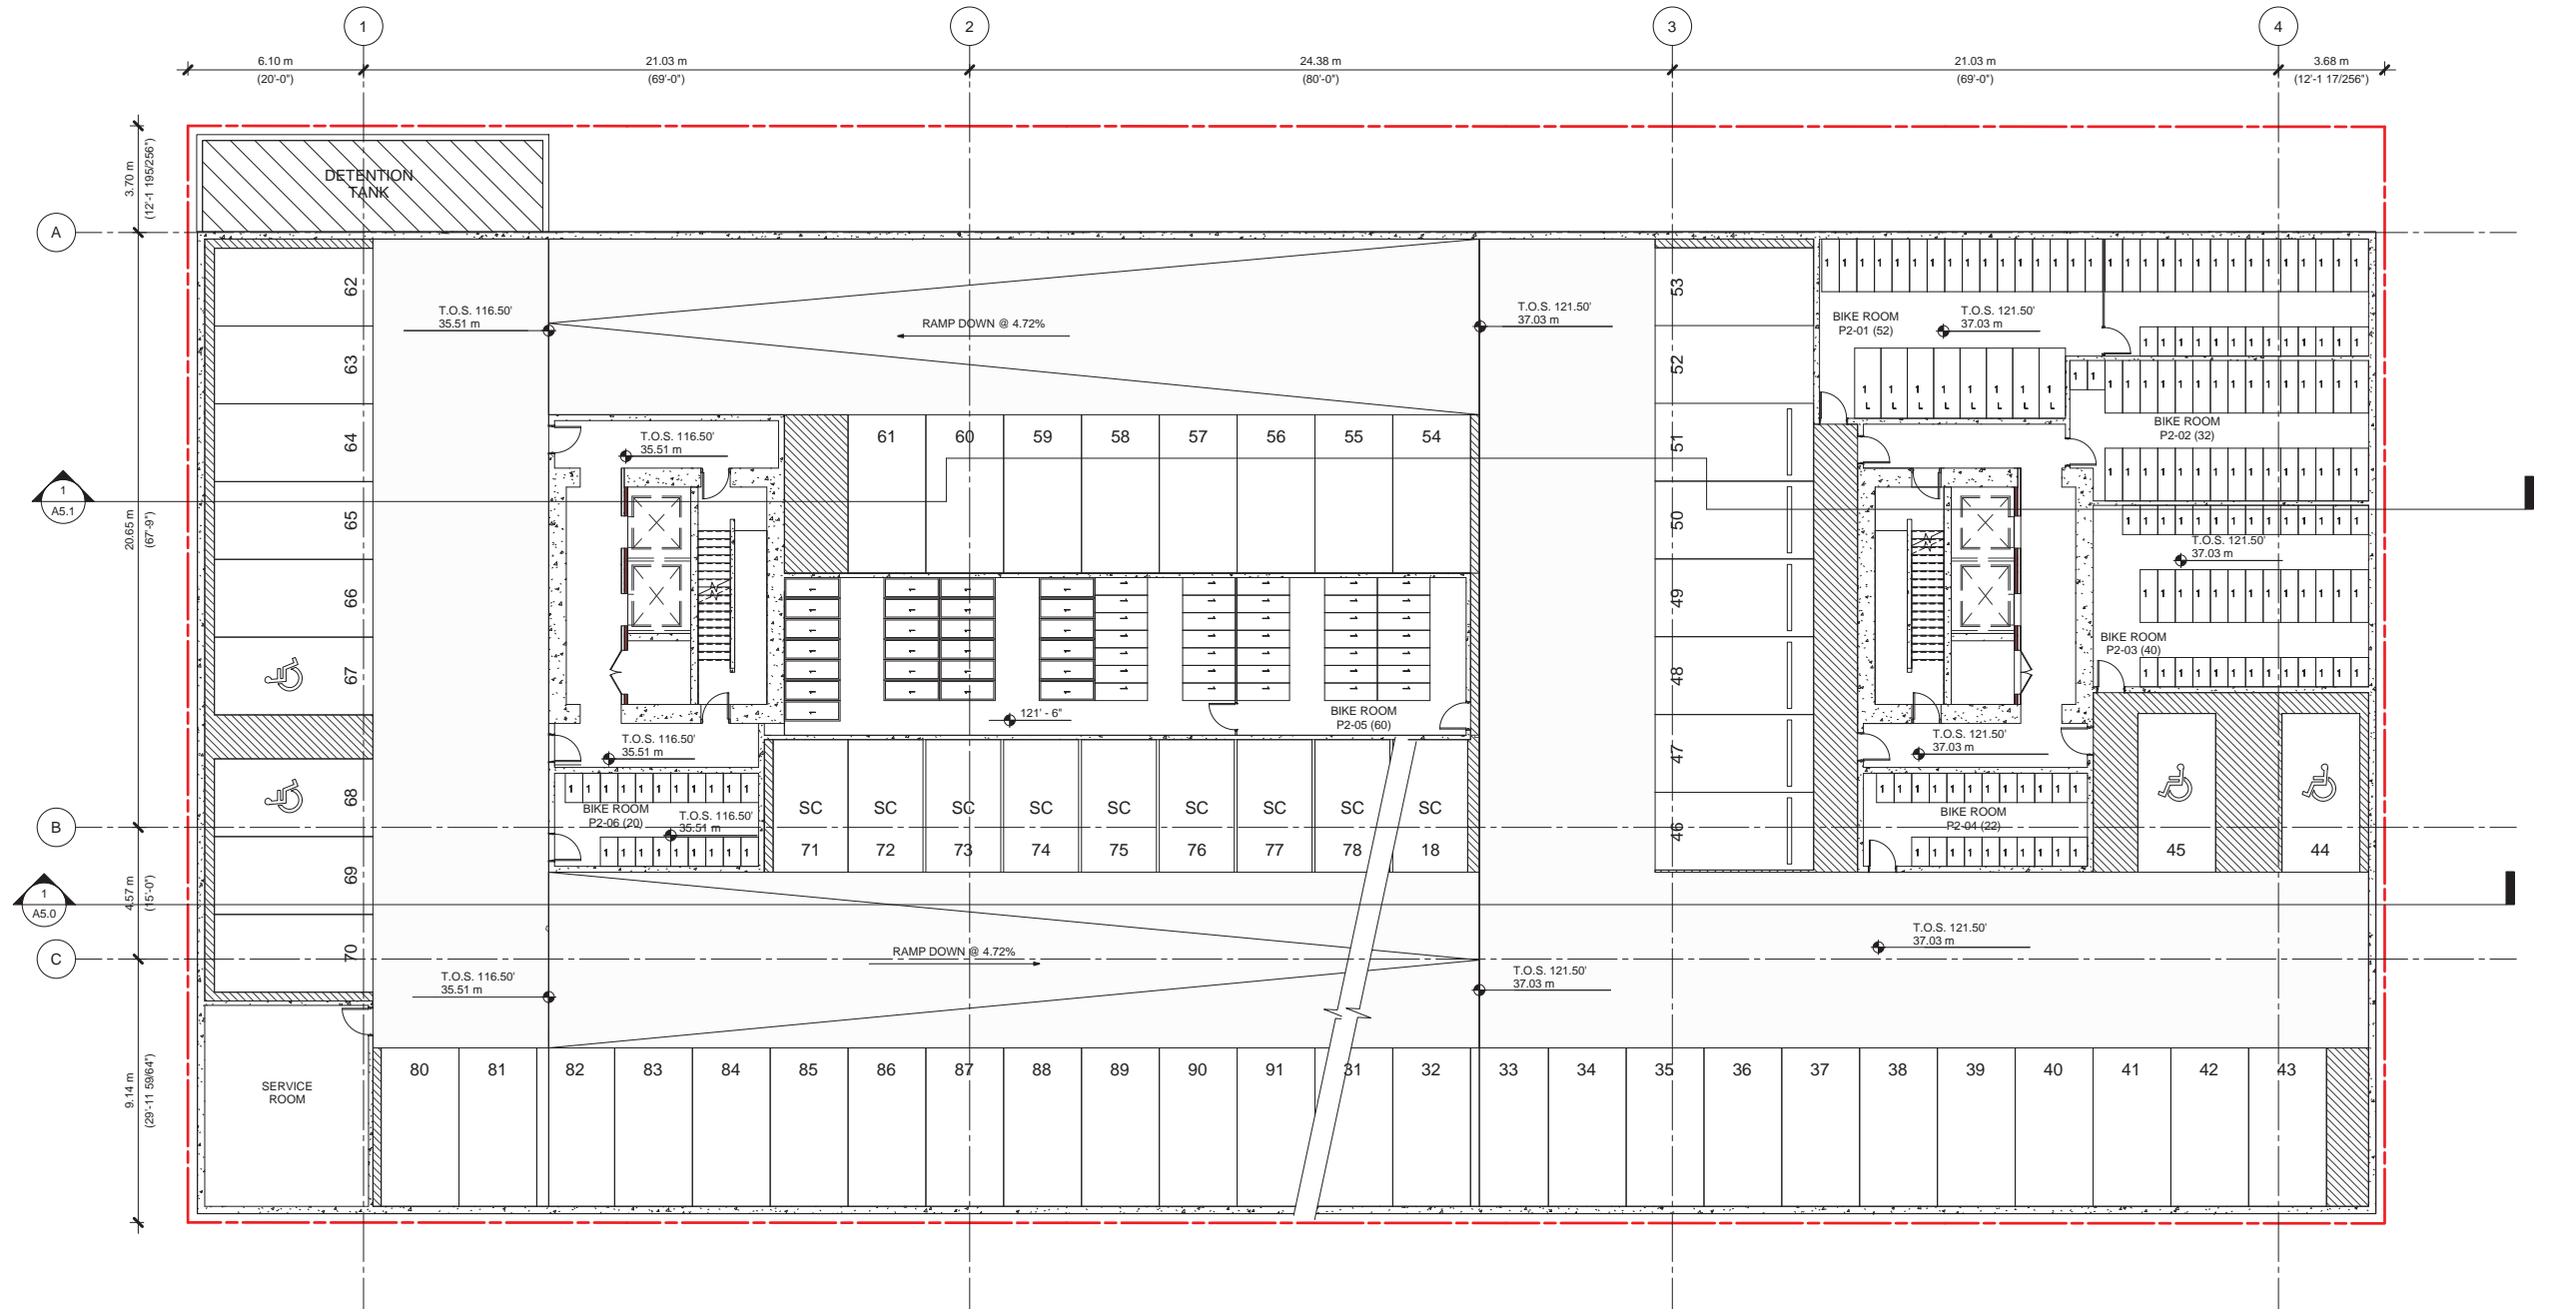 1
2
3
4
6.10 m
(20'-0")
21.03 m
(69'-0")
24.38 m
(80'-0")
21.03 m
(69'-0")
3.68 m
(12'-1 17/256")
3.70 m
(12'-1 195/256")
DETENTION
TANK
A
20.65 m
(67'-9")
B
4.57 m
(15'-0")
C
9.14 m
(29'-11 59/64")
1
A5.1
1
A5.0
62
63
64
65
66
67
68
69
70
T.O.S. 116.50'
35.51 m
RAMP DOWN @ 4.72%
T.O.S. 121.50'
37.03 m
53
52
51
50
49
48
47
46
BIKE ROOM
P2-01 (52)
T.O.S. 121.50'
37.03 m
BIKE ROOM
P2-02 (32)
T.O.S. 116.50'
35.51 m
61
60
59
58
57
56
55
54
T.O.S. 121.50'
37.03 m
BIKE ROOM
P2-03 (40)
121' - 6"
BIKE ROOM
P2-05 (60)
T.O.S. 116.50'
35.51 m
T.O.S. 121.50'
37.03 m
BIKE ROOM
P2-06 (20)
T.O.S. 116.50'
35.51 m
SC
SC
SC
SC
SC
SC
SC
SC
SC
71
72
73
74
75
76
77
78
18
BIKE ROOM
P2-04 (22)
45
44
RAMP DOWN @ 4.72%
T.O.S. 116.50'
35.51 m
T.O.S. 121.50'
37.03 m
T.O.S. 121.50'
37.03 m
SERVICE
ROOM
80
81
82
83
84
85
86
87
88
89
90
91
31
32
33
34
35
36
37
38
39
40
41
42
43